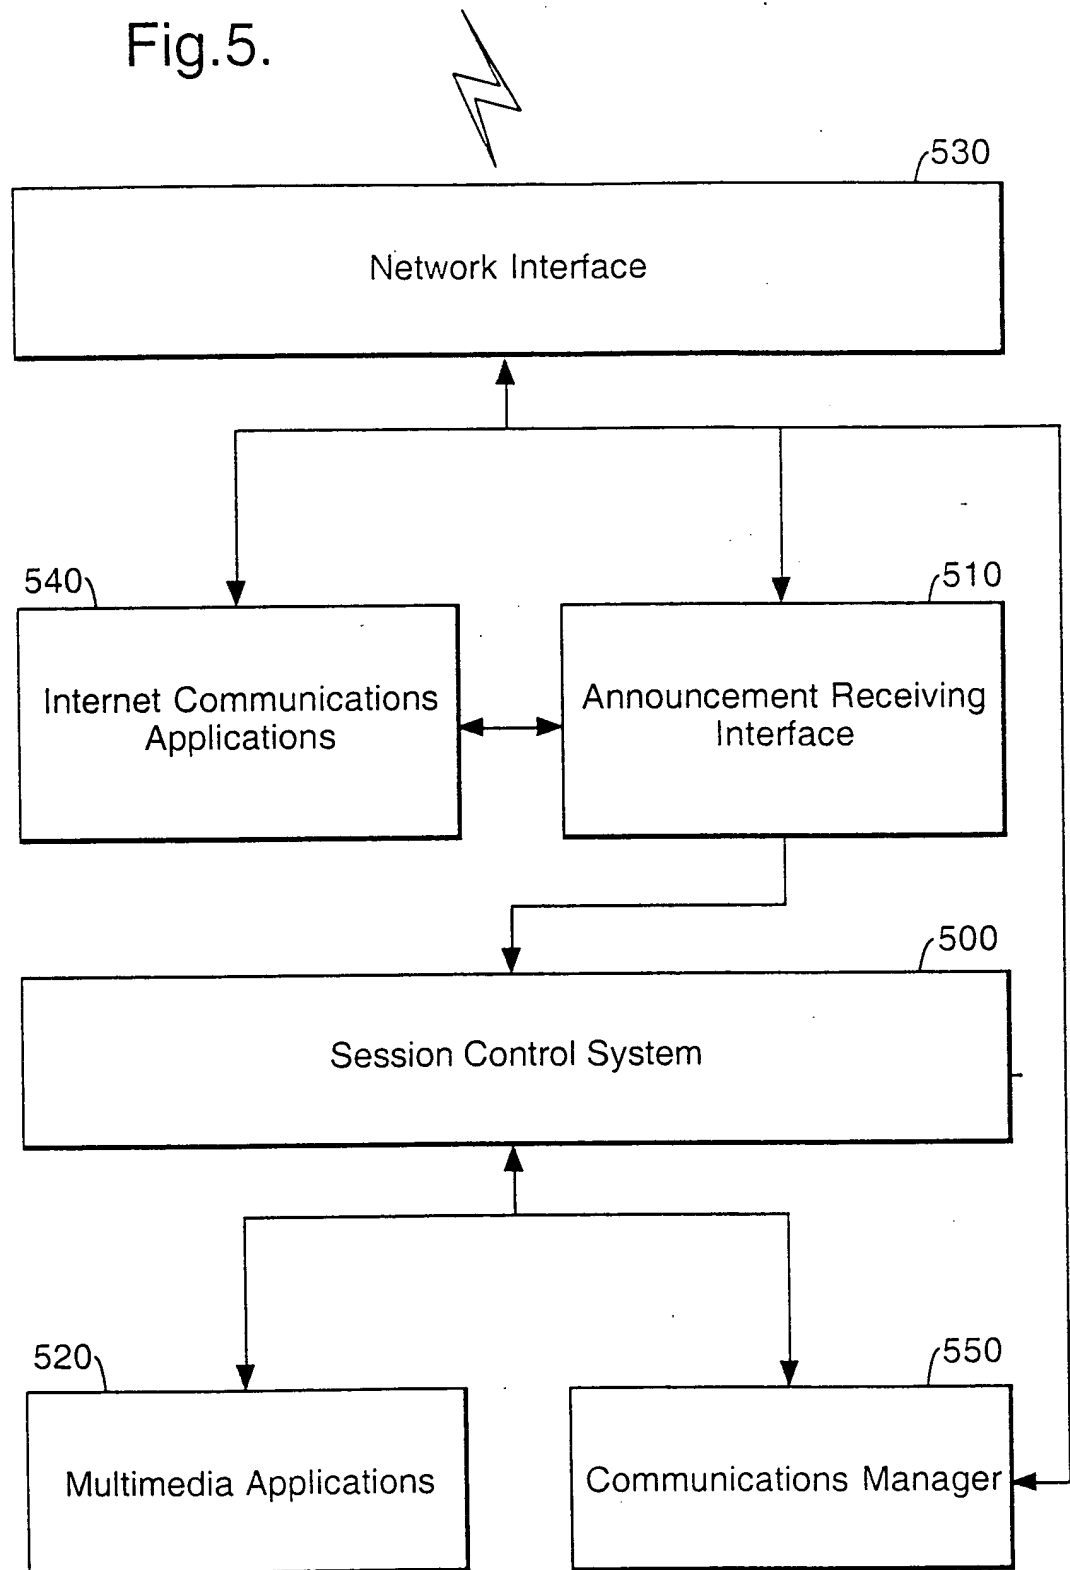 Fig.5.
530
Network Interface
540
510
Internet Communications
Applications
Announcement Receiving
Interface
500
Session Control System
520
550
Multimedia Applications
Communications Manager